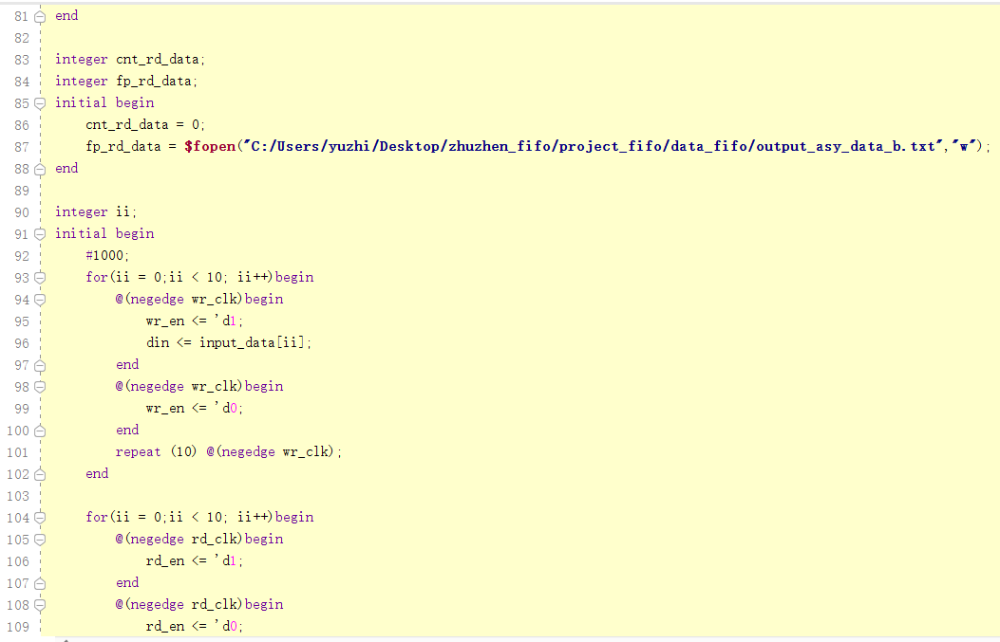 81 end
82
83 integer cnt_rd_data;
84 integer fp_rd_data;
85 initial begin
86     cnt_rd_data = 0;
87     fp_rd_data = $fopen("C:/Users/yuzhi/Desktop/zhuzhen_fifo/project_fifo/data_fifo/output_asy_data_b.txt","w");
88 end
89
90 integer ii;
91 initial begin
92     #1000;
93     for(ii = 0;ii < 10; ii++)begin
94         @(negedge wr_clk)begin
95             wr_en <= 'd1;
96             din <= input_data[ii];
97         end
98         @(negedge wr_clk)begin
99             wr_en <= 'd0;
100         end
101         repeat (10) @(negedge wr_clk);
102     end
103
104     for(ii = 0;ii < 10; ii++)begin
105         @(negedge rd_clk)begin
106             rd_en <= 'd1;
107         end
108         @(negedge rd_clk)begin
109             rd_en <= 'd0;